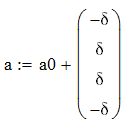 a := a0 + ( -δ
δ
δ
-δ )